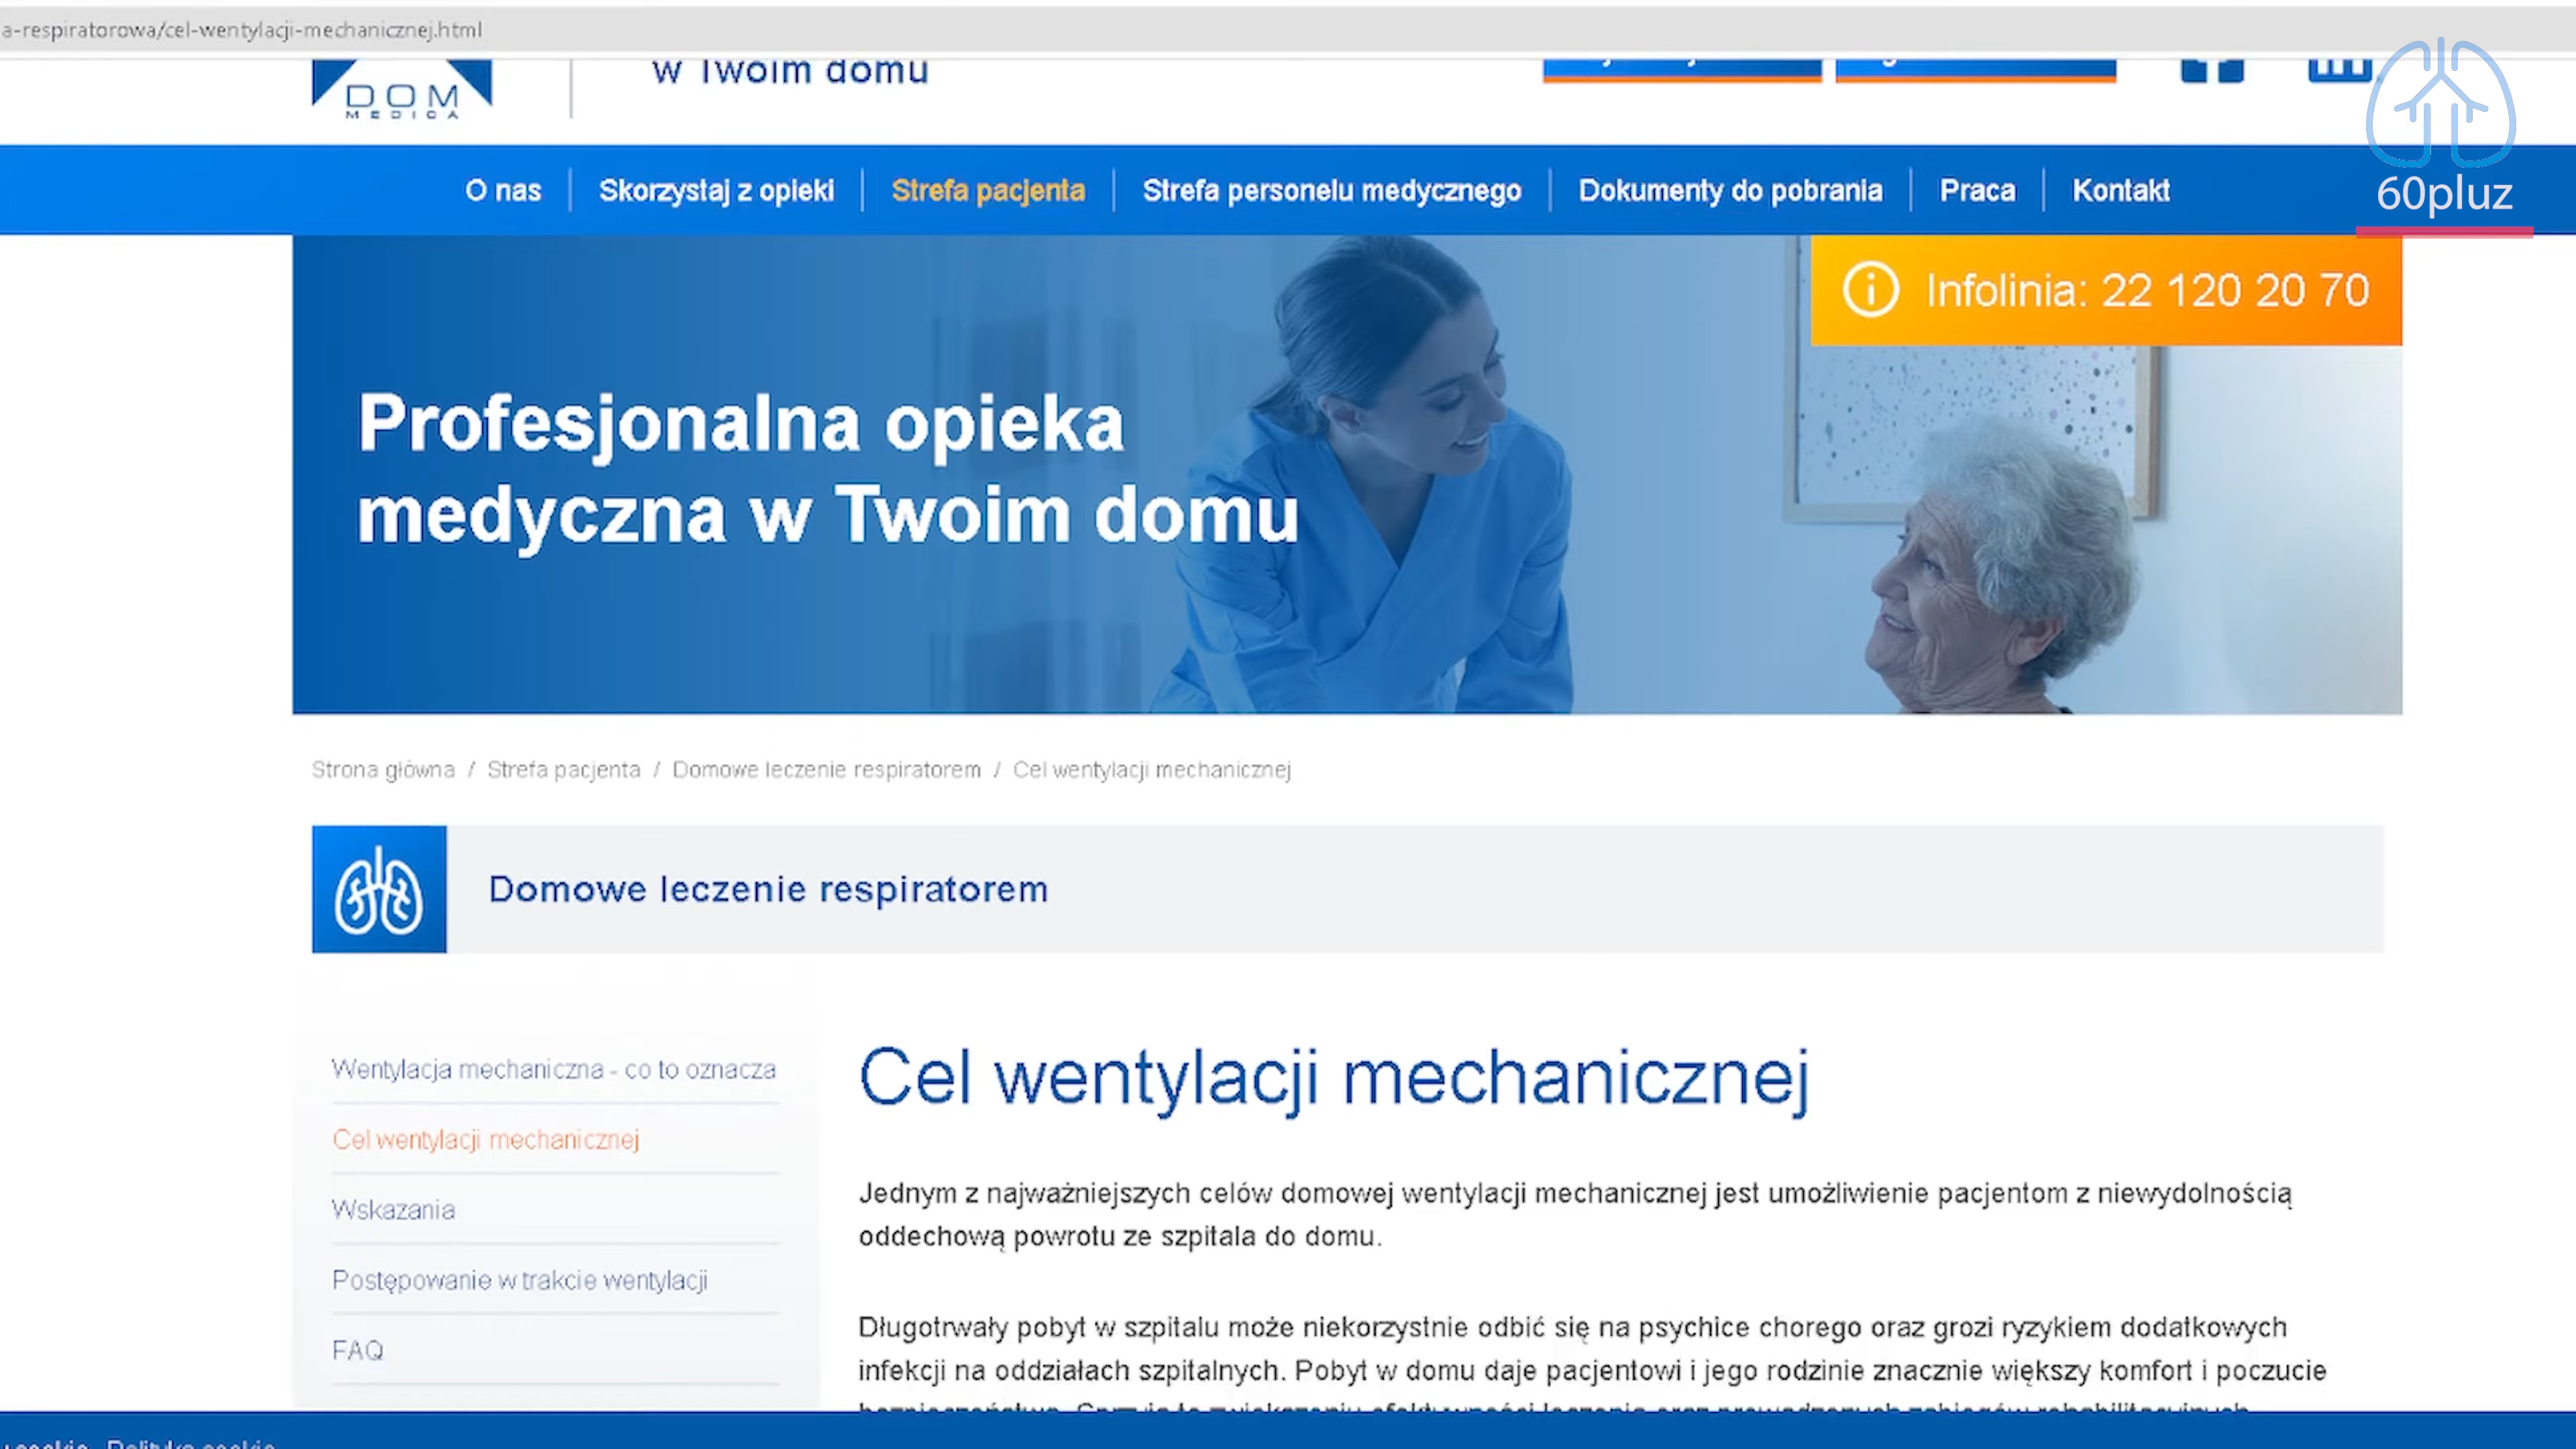 a-respiratorowa/cel-wentylacji-mechanicznej.html
DOM
MEDICA
w Twoim domu
60pluz
O nas
Skorzystaj z opieki
Strefa pacjenta
Strefa personelu medycznego
Dokumenty do pobrania
Praca
Kontakt
Infolinia: 22 120 20 70
Profesjonalna opieka
medyczna w Twoim domu
Strona główna / Strefa pacjenta / Domowe leczenie respiratorem / Cel wentylacji mechanicznej
Domowe leczenie respiratorem
Wentylacja mechaniczna - co to oznacza
Cel wentylacji mechanicznej
Wskazania
Postępowanie w trakcie wentylacji
FAQ
Cel wentylacji mechanicznej
Jednym z najważniejszych celów domowej wentylacji mechanicznej jest umożliwienie pacjentom z niewydolnością
oddechową powrotu ze szpitala do domu.
Długotrwały pobyt w szpitalu może niekorzystnie odbić się na psychice chorego oraz grozi ryzykiem dodatkowych
infekcji na oddziałach szpitalnych. Pobyt w domu daje pacjentowi i jego rodzinie znacznie większy komfort i poczucie
Polityka cookie